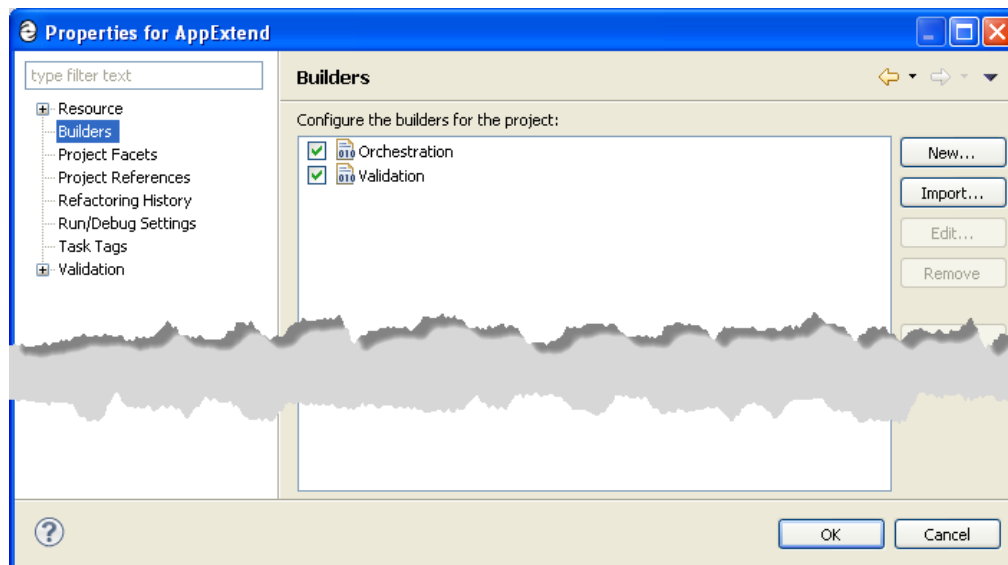 Properties for AppExtend
type filter text
Resource
Builders
Project Facets
Project References
Refactoring History
Run/Debug Settings
Task Tags
Validation
Builders
Configure the builders for the project:
Orchestration
Validation
New...
Import...
Edit...
Remove
OK
Cancel